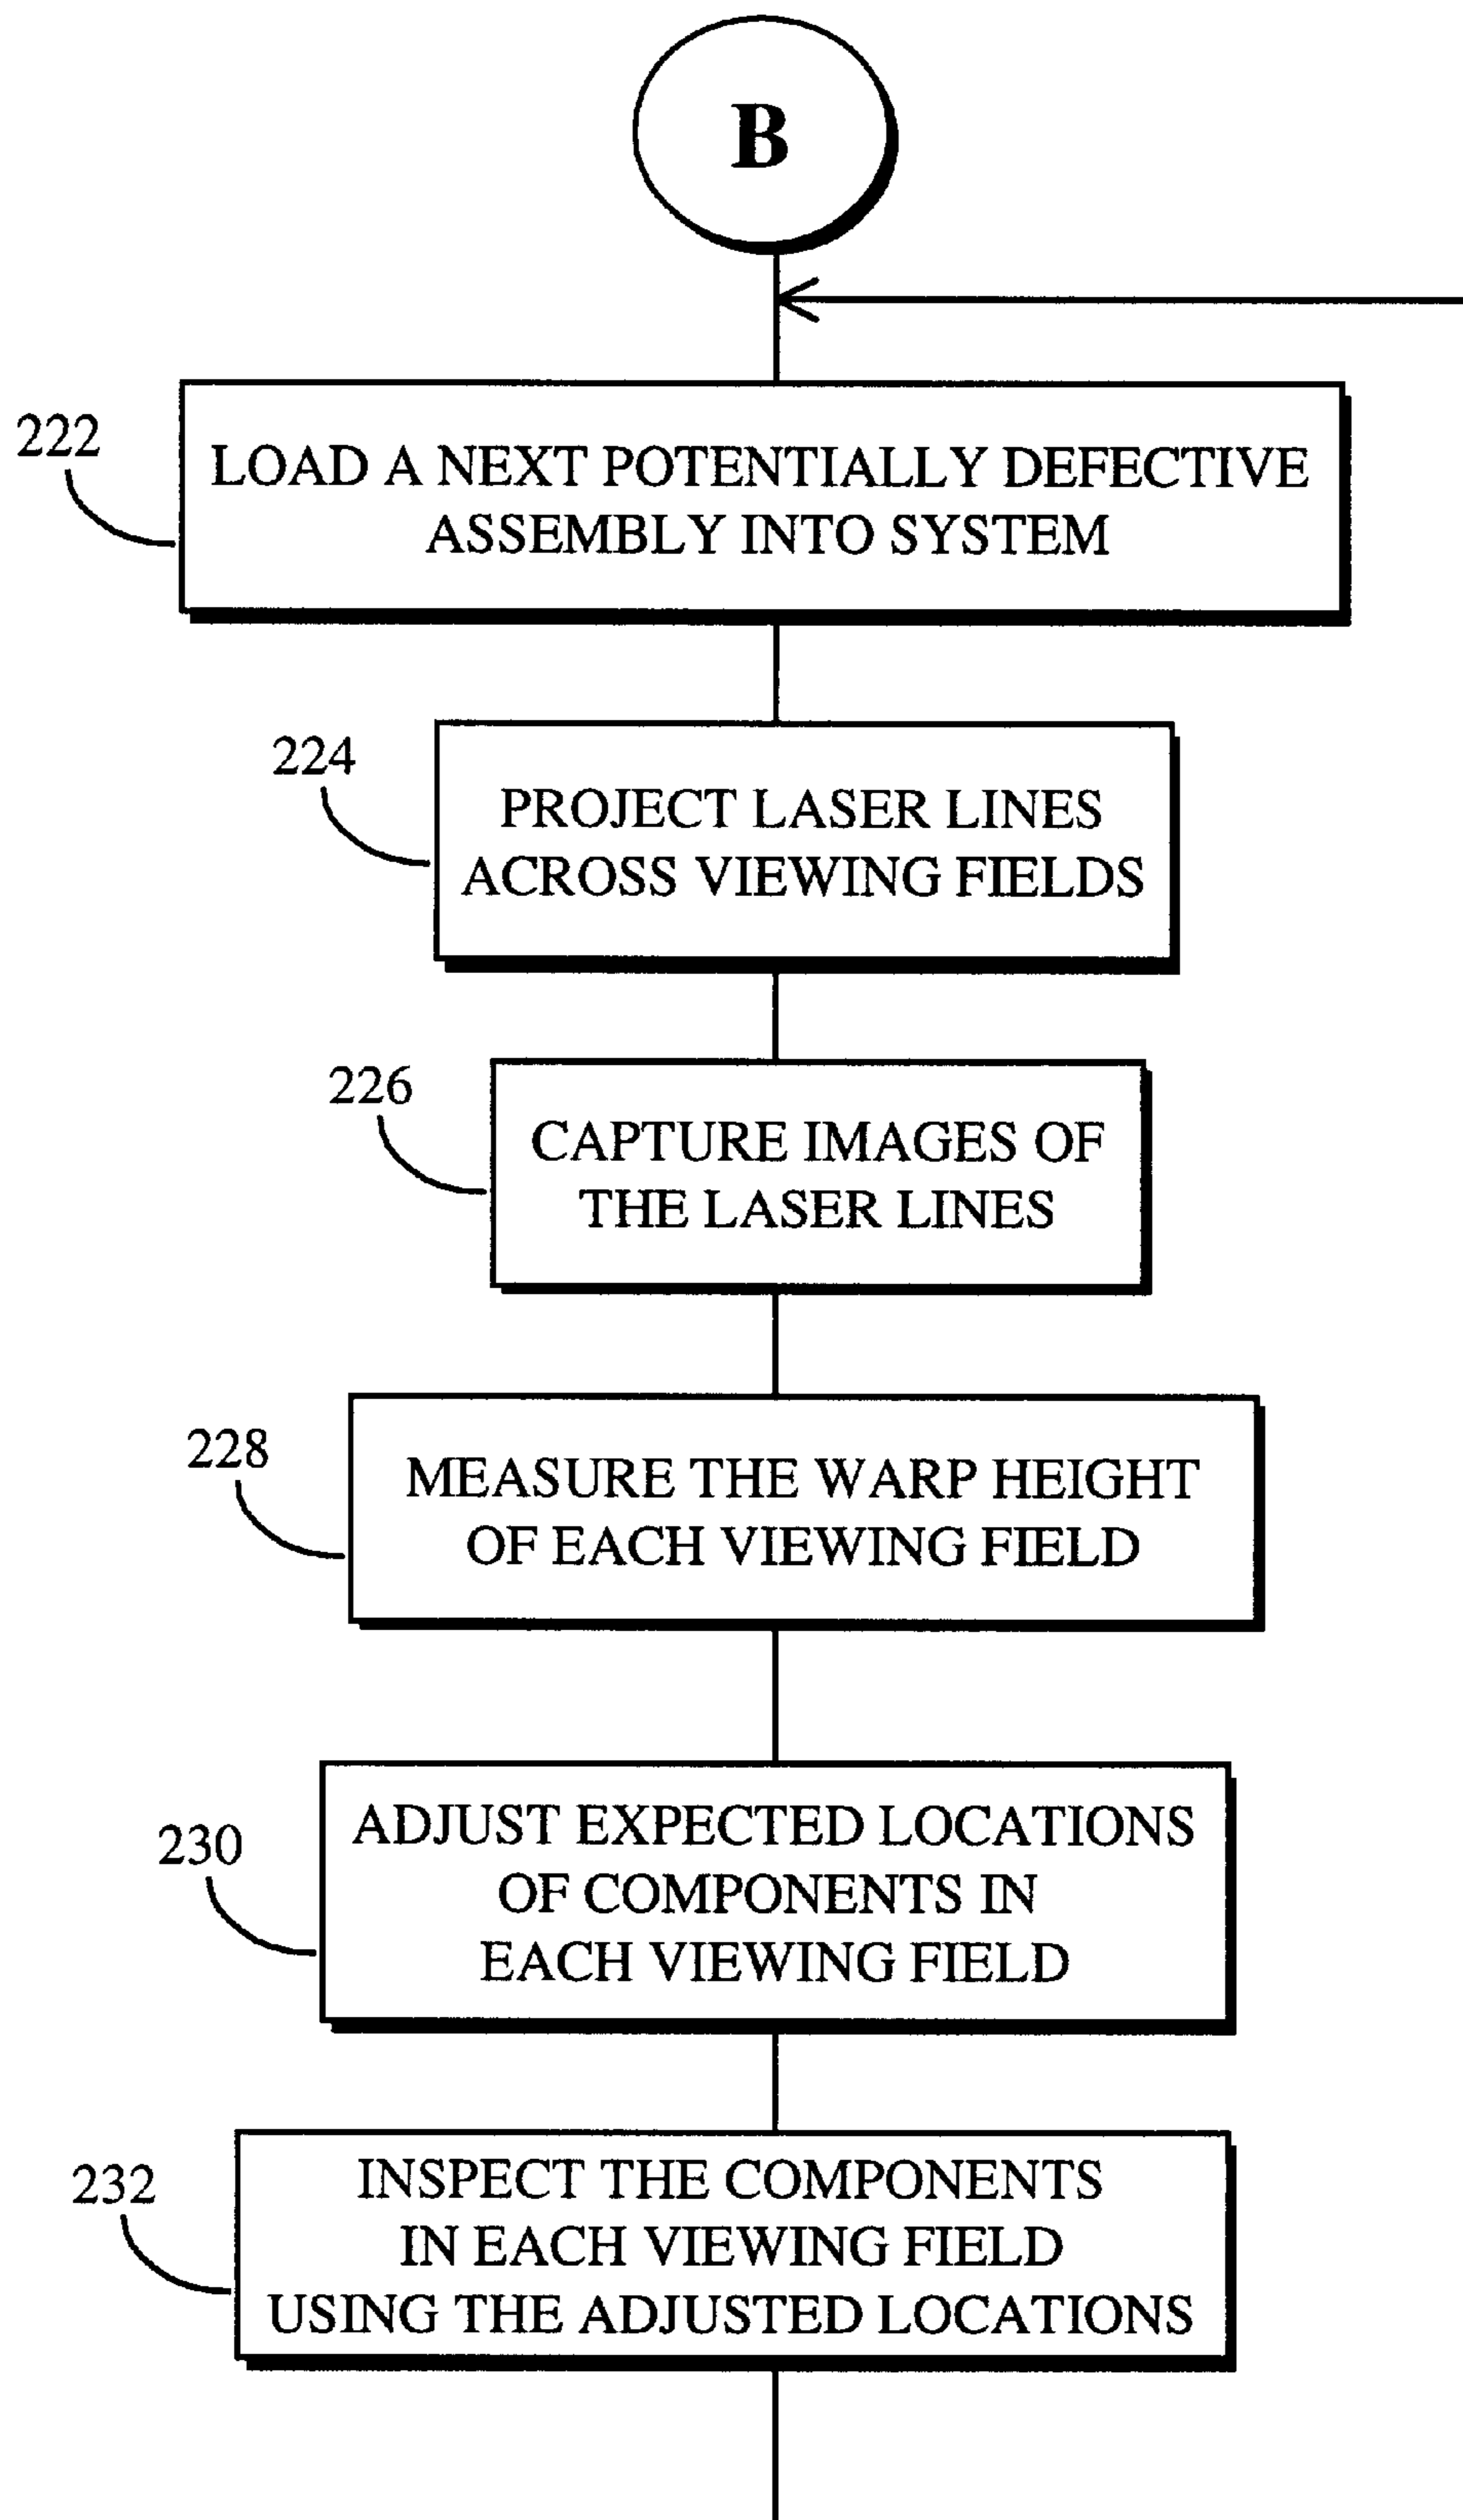 B
222
LOAD A NEXT POTENTIALLY DEFECTIVE
ASSEMBLY INTO SYSTEM
224
PROJECT LASER LINES
ACROSS VIEWING FIELDS
226
CAPTURE IMAGES OF
THE LASER LINES
228
MEASURE THE WARP HEIGHT
OF EACH VIEWING FIELD
230
ADJUST EXPECTED LOCATIONS
OF COMPONENTS IN
EACH VIEWING FIELD
232
INSPECT THE COMPONENTS
IN EACH VIEWING FIELD
USING THE ADJUSTED LOCATIONS